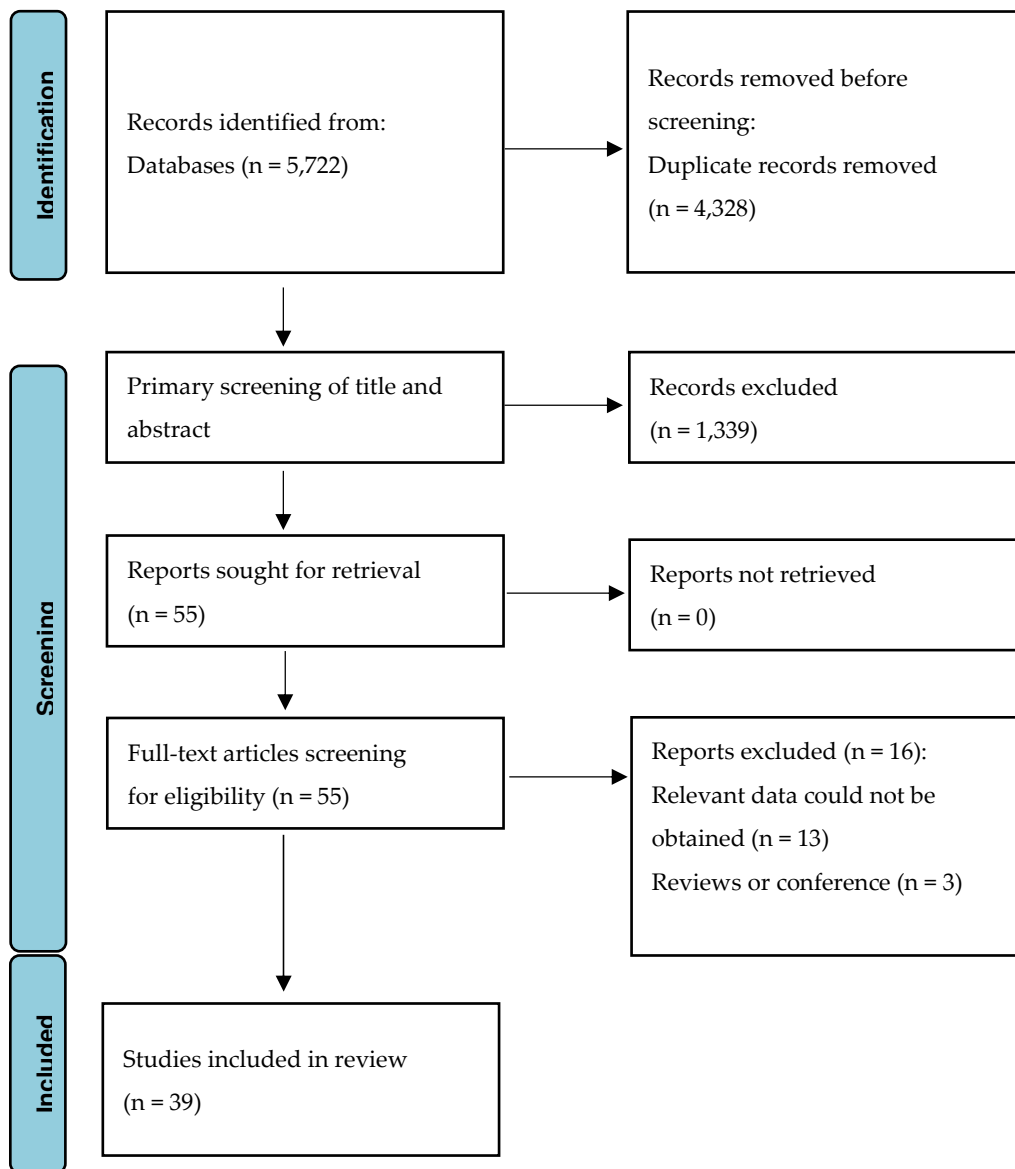 Identification
Records identified from:
Databases (n = 5,722)
Records removed before
screening:
Duplicate records removed
(n = 4,328)
Screening
Primary screening of title and
abstract
Records excluded
(n = 1,339)
Reports sought for retrieval
(n = 55)
Reports not retrieved
(n = 0)
Full-text articles screening
for eligibility (n = 55)
Reports excluded (n = 16):
Relevant data could not be
obtained (n = 13)
Reviews or conference (n = 3)
Included
Studies included in review
(n = 39)